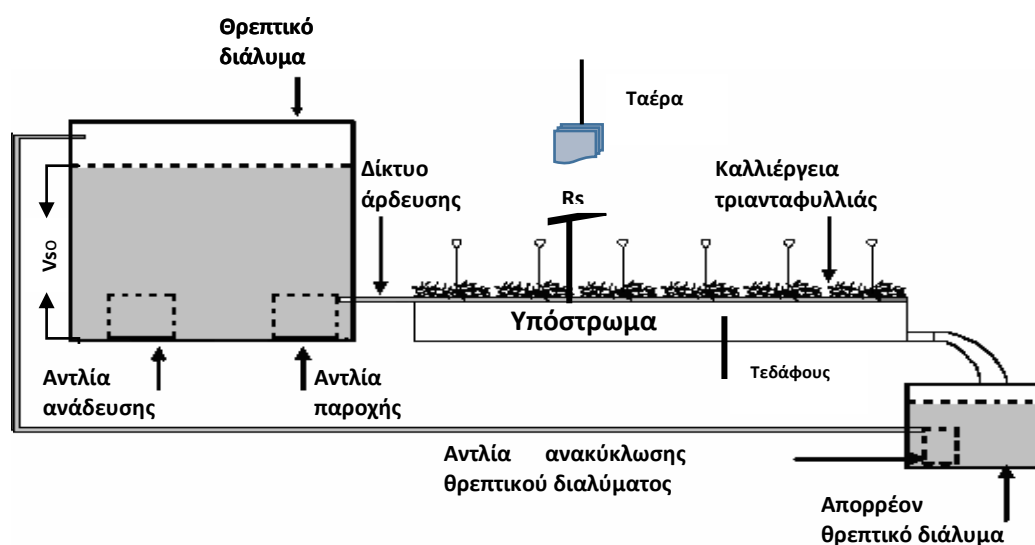 Θρεπτικό
διάλυμα
Ταέρα
Δίκτυο
άρδευσης
Rs
Καλλιέργεια
τριανταφυλλιάς
Vso
Υπόστρωμα
Αντλία
ανάδευσης
Αντλία
παροχής
Τεδάφους
Αντλία ανακύκλωσης
θρεπτικού διαλύματος
Απορρέον
θρεπτικό διάλυμα